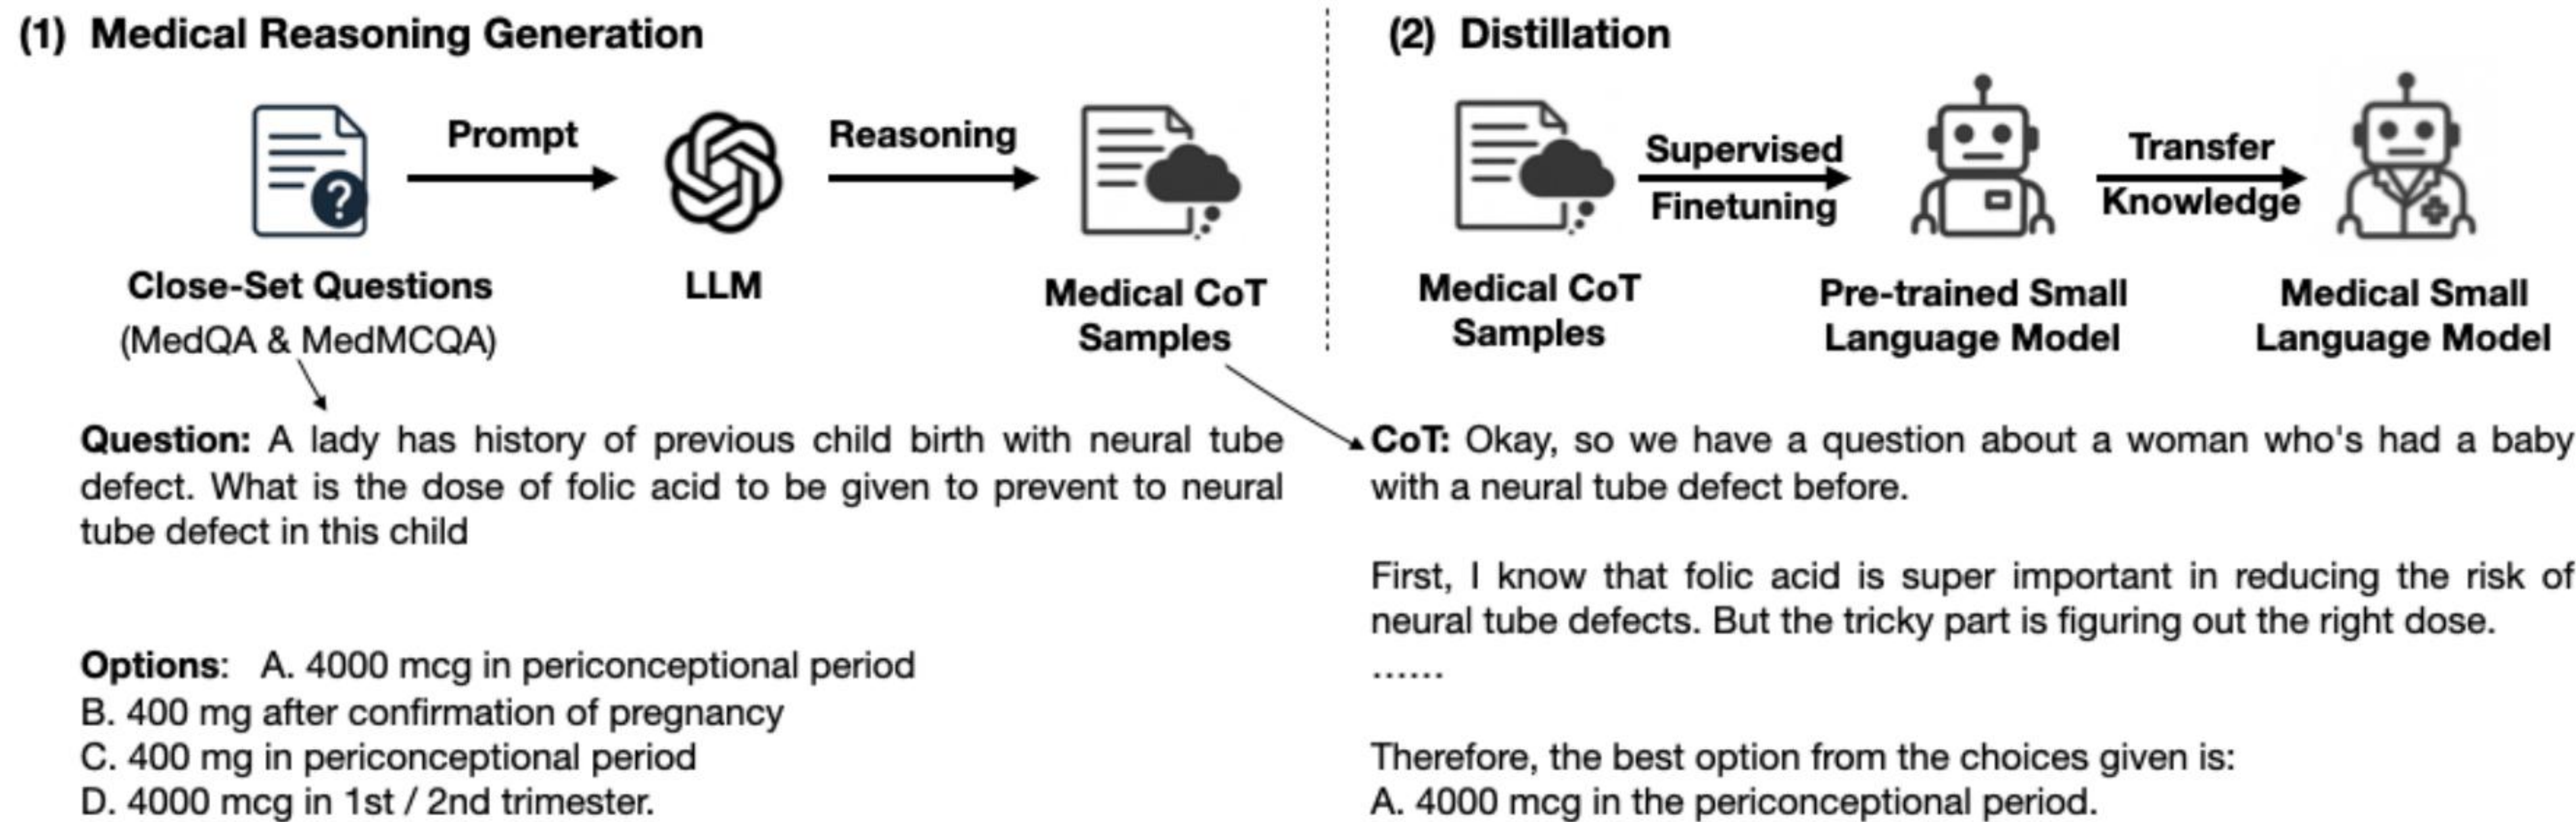 (1) Medical Reasoning Generation
Prompt
Reasoning
Close-Set Questions
(MedQA & MedMCQA)
LLM
Medical CoT
Samples
(2) Distillation
Supervised
Finetuning
Transfer
Knowledge
Medical CoT
Samples
Pre-trained Small
Language Model
Medical Small
Language Model
Question: A lady has history of previous child birth with neural tube
defect. What is the dose of folic acid to be given to prevent to neural
tube defect in this child
Options: A. 4000 mcg in periconceptional period
B. 400 mg after confirmation of pregnancy
C. 400 mg in periconceptional period
D. 4000 mcg in 1st / 2nd trimester.
CoT: Okay, so we have a question about a woman who's had a baby
with a neural tube defect before.
First, I know that folic acid is super important in reducing the risk of
neural tube defects. But the tricky part is figuring out the right dose.
......
Therefore, the best option from the choices given is:
A. 4000 mcg in the periconceptional period.